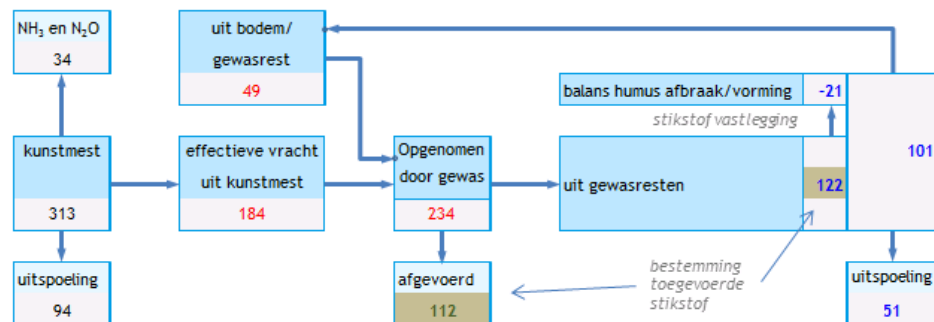 NH₃ en N₂O
34
uit bodem/
gewasrest
49
balans humus afbraak/vorming
-21
stikstof vastlegging
101
kunstmest
313
effectieve vracht
uit kunstmest
184
Opgenomen
door gewas
234
uit gewasresten
122
uitspoeling
94
afgevoerd
112
bestemming
toegevoerde
stikstof
uitspoeling
51